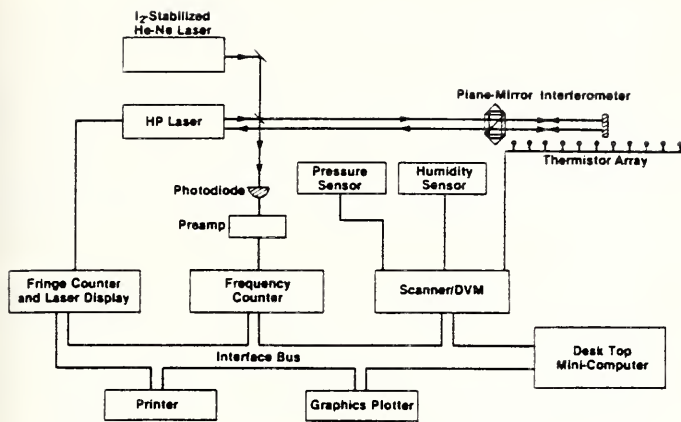 I2-Stabilized
He-Ne Laser
Plane-Mirror Interferometer
HP Laser
Thermistor Array
Pressure
Sensor
Humidity
Sensor
Photodiode
Preamp
Fringe Counter
and Laser Display
Frequency
Counter
Scanner/DVM
Interface Bus
Desk Top
Mini-Computer
Printer
Graphics Plotter